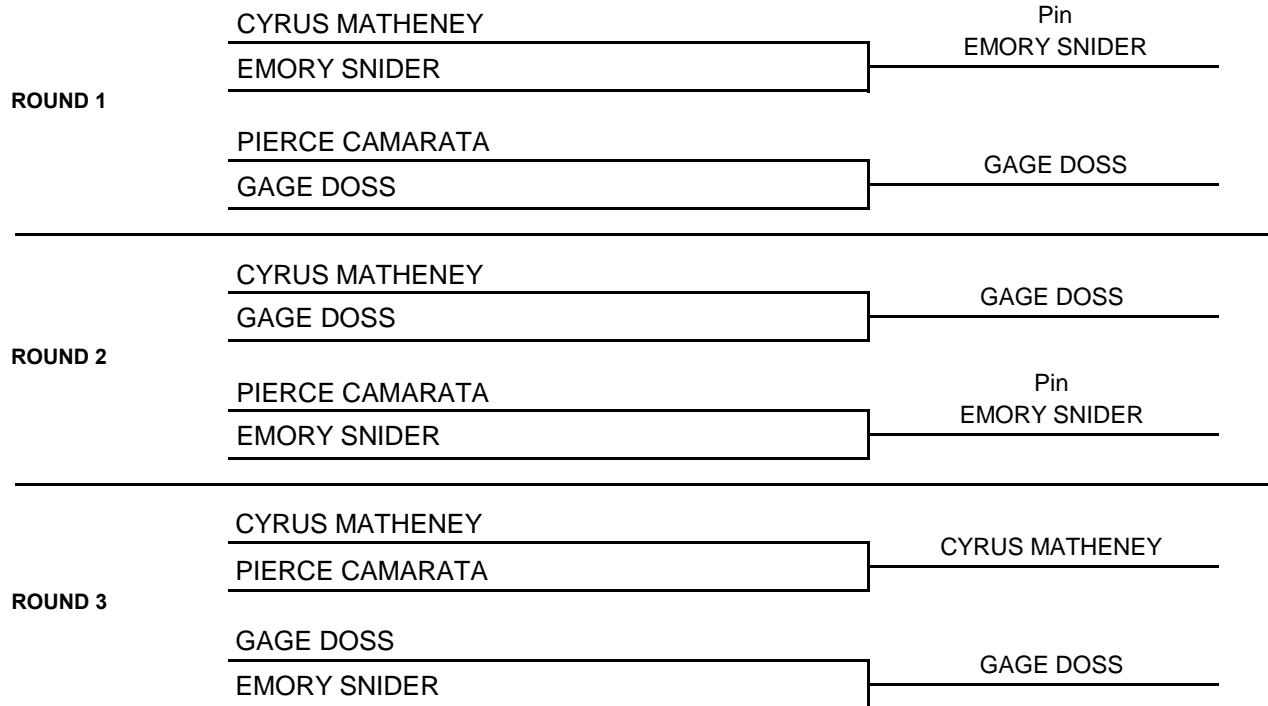 CYRUS MATHENEY
Pin
EMORY SNIDER
EMORY SNIDER
ROUND 1
PIERCE CAMARATA
GAGE DOSS
GAGE DOSS
CYRUS MATHENEY
GAGE DOSS
GAGE DOSS
ROUND 2
PIERCE CAMARATA
Pin
EMORY SNIDER
EMORY SNIDER
CYRUS MATHENEY
CYRUS MATHENEY
PIERCE CAMARATA
ROUND 3
GAGE DOSS
GAGE DOSS
EMORY SNIDER